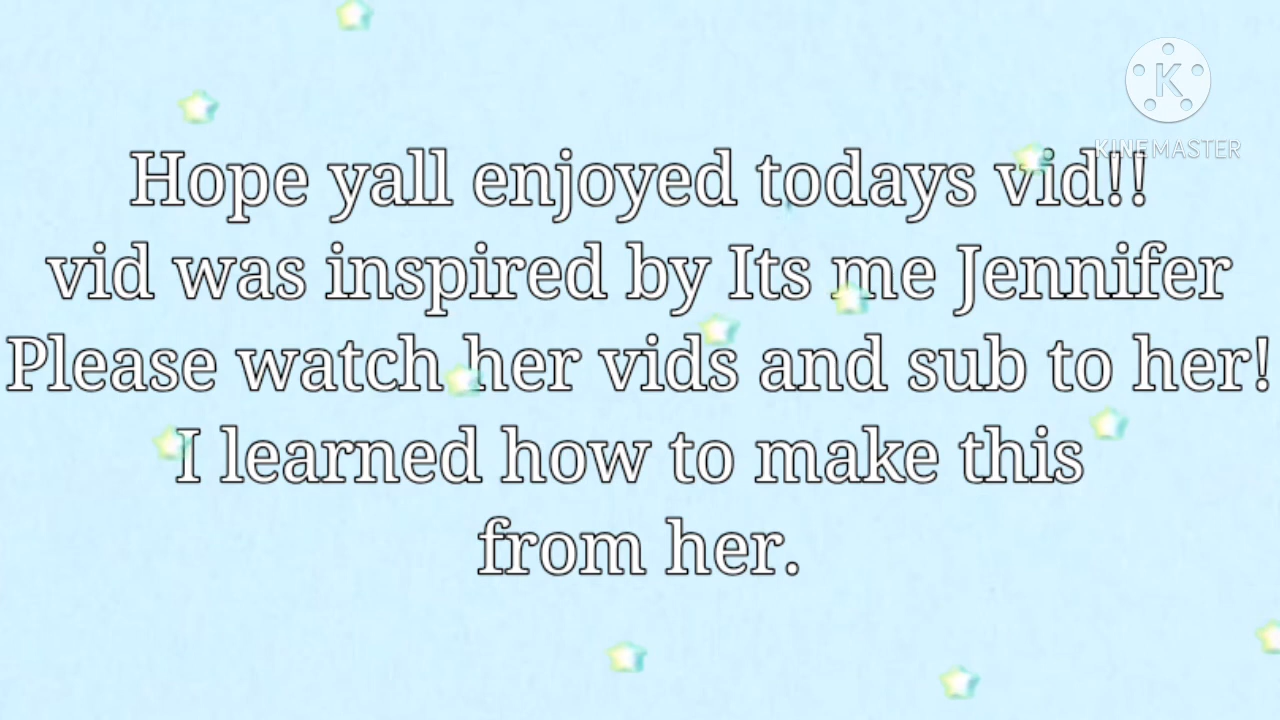 K
KINEMASTER
Hope yall enjoyed todays vid!!
vid was inspired by Its me Jennifer
Please watch her vids and sub to her!
I learned how to make this
from her.